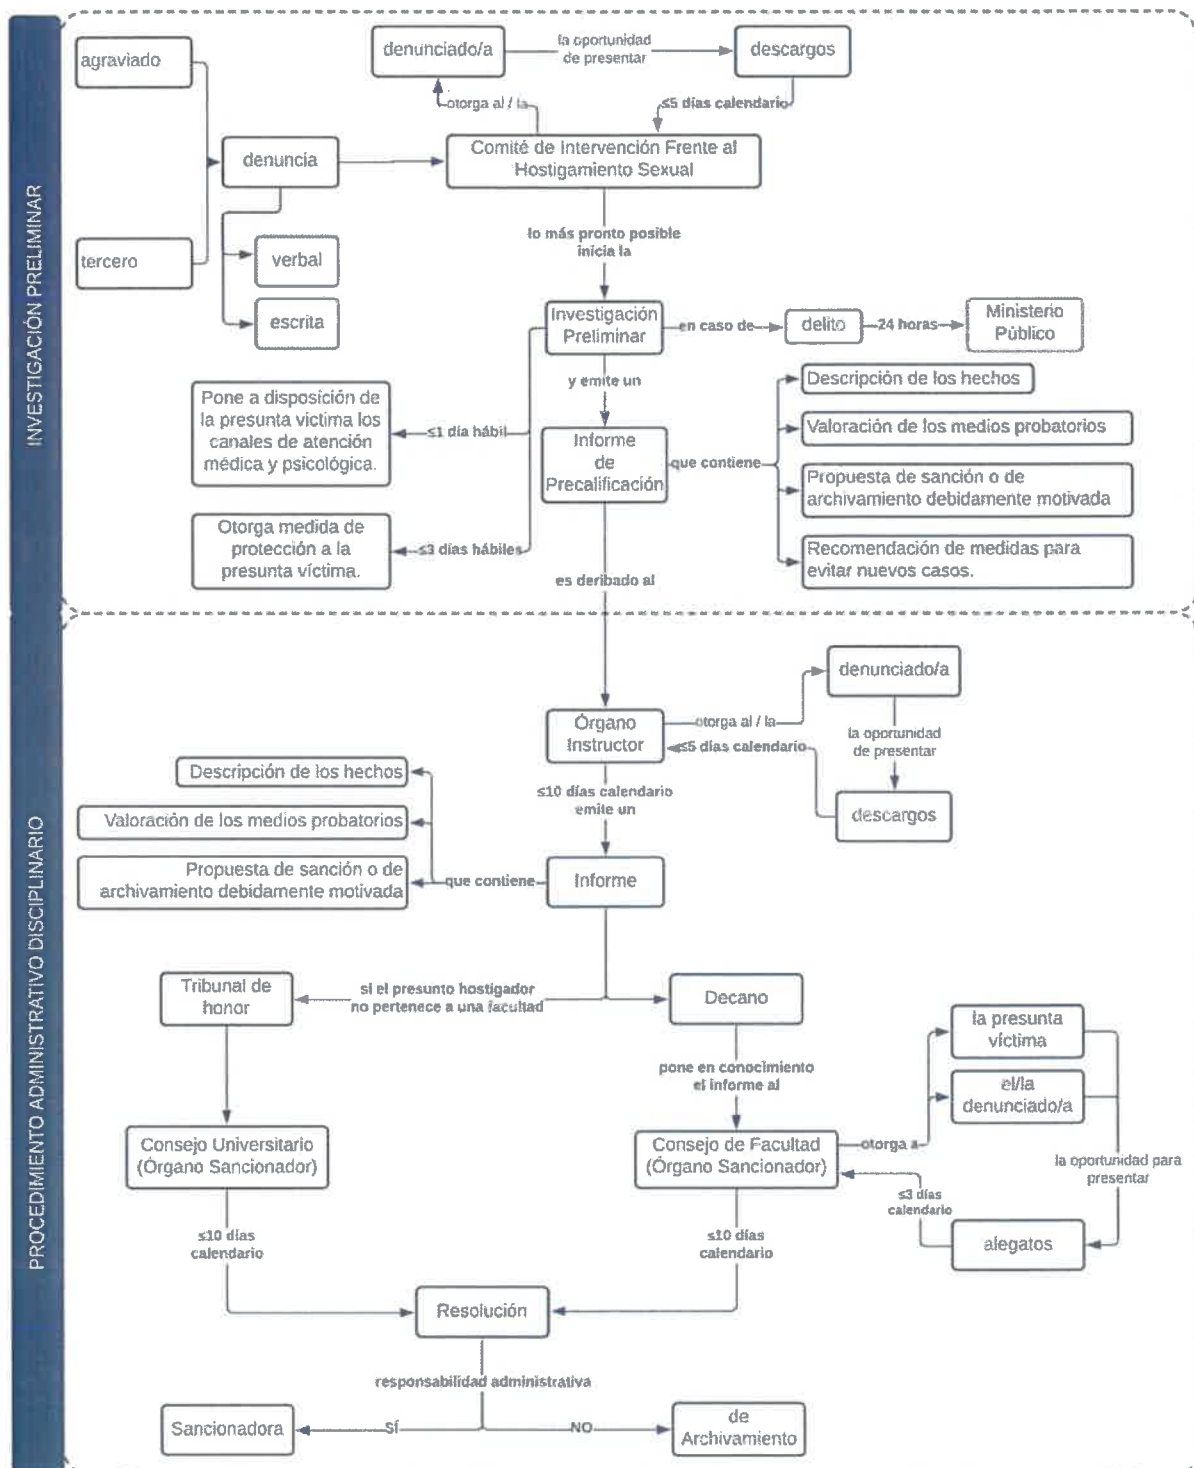 INVESTIGACIÓN PRELIMINAR
agraviado
tercero
denuncia
verbal
escrita
denunciado/a
la oportunidad
de presentar
descargos
otorga al / la
≤5 días calendario
Comité de Intervención Frente al
Hostigamiento Sexual
lo más pronto posible
inicia la
Investigación
Preliminar
en caso de
delito
24 horas
Ministerio
Público
y emite un
≤1 día hábil
Pone a disposición de
la presunta victima los
canales de atención
médica y psicológica.
≤3 días hábiles
Otorga medida de
protección a la
presunta víctima.
Informe
de
Precalificación
que contiene
Descripción de los hechos
Valoración de los medios probatorios
Propuesta de sanción o de
archivamiento debidamente motivada
Recomendación de medidas para
evitar nuevos casos.
es deribado al
PROCEDIMIENTO ADMINISTRATIVO DISCIPLINARIO
Órgano
Instructor
otorga al / la
denunciado/a
la oportunidad
de presentar
descargos
≤5 días calendario
≤10 días calendario
emite un
Informe
que contiene
Descripción de los hechos
Valoración de los medios probatorios
Propuesta de sanción o de
archivamiento debidamente motivada
si el presunto hostigador
no pertenece a una facultad
Tribunal de
honor
Decano
pone en conocimiento
el informe al
Consejo Universitario
(Órgano Sancionador)
Consejo de Facultad
(Órgano Sancionador)
otorga a
la presunta
víctima
el/la
denunciado/a
la oportunidad para
presentar
alegatos
≤3 días
calendario
≤10 días
calendario
≤10 días
calendario
Resolución
responsabilidad administrativa
SÍ
Sancionadora
NO
de
Archivamiento